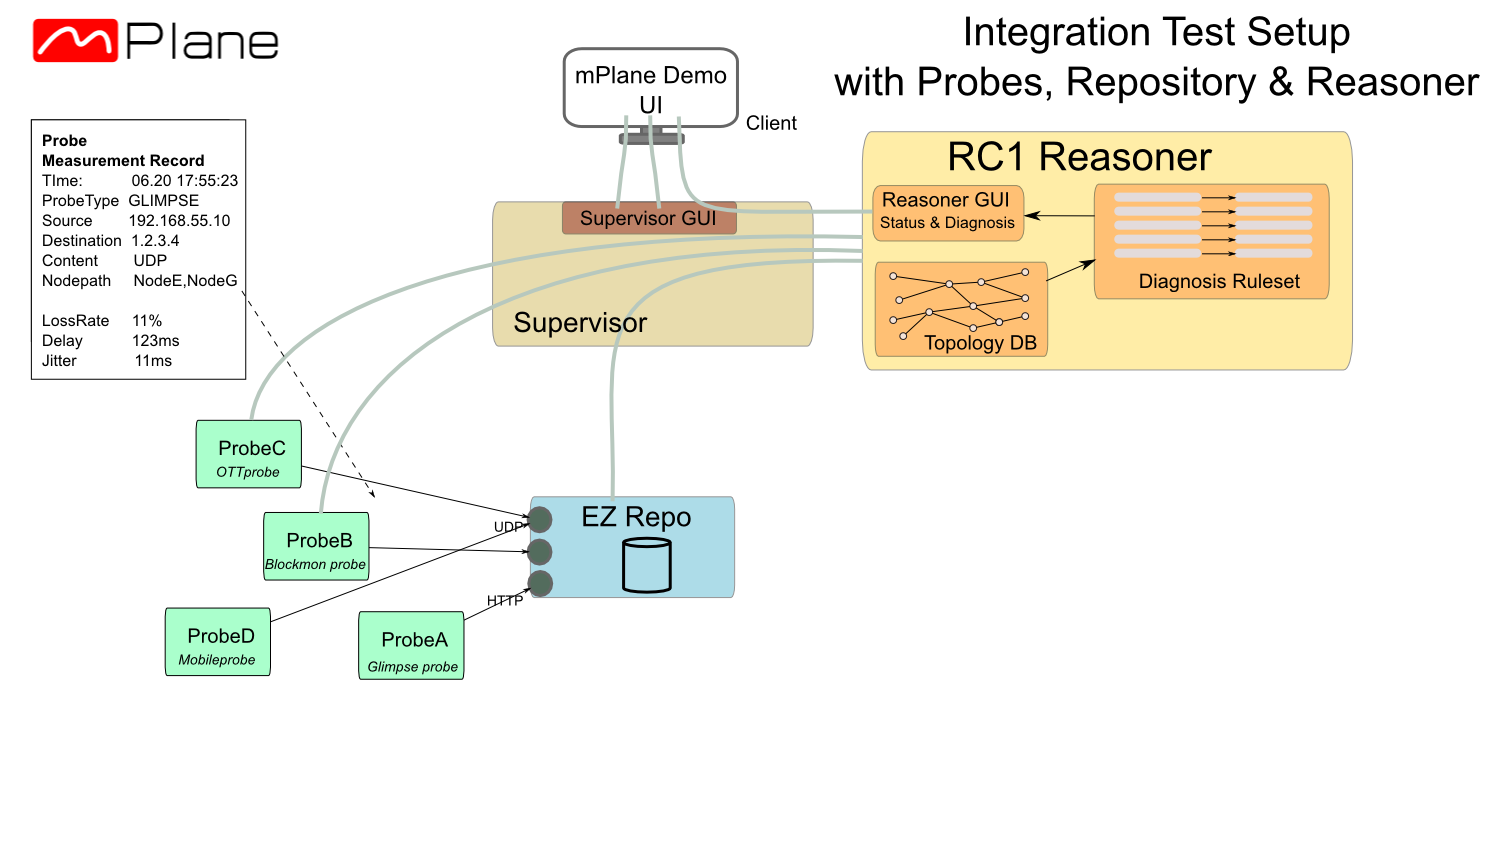 mPlane
Integration Test Setup
with Probes, Repository & Reasoner
mPlane Demo
UI
Client
Probe
Measurement Record
TIme: 06.20 17:55:23
ProbeType GLIMPSE
Source 192.168.55.10
Destination 1.2.3.4
Content UDP
Nodepath NodeE,NodeG
LossRate 11%
Delay 123ms
Jitter 11ms
RC1 Reasoner
Reasoner GUI
Status & Diagnosis
Diagnosis Ruleset
Topology DB
Supervisor GUI
Supervisor
ProbeC
OTTprobe
ProbeB
Blockmon probe
ProbeD
Mobileprobe
ProbeA
Glimpse probe
UDP
HTTP
EZ Repo